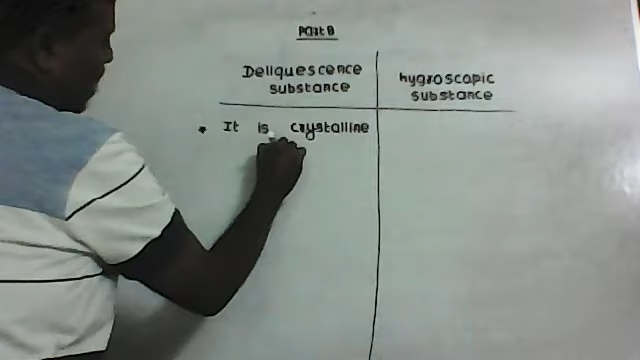 Part B
Deliquescence
substance
hygroscopic
substance
* It is crystalline